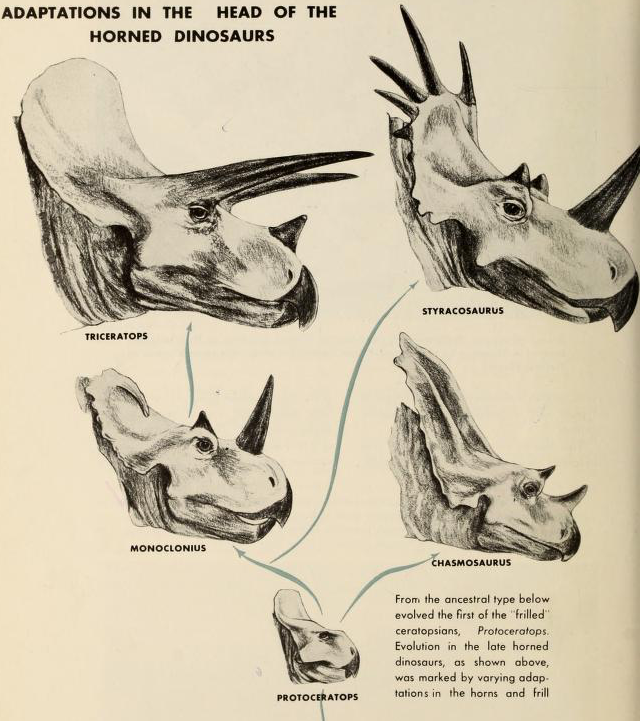 ADAPTATIONS IN THE HEAD OF THE
HORNED DINOSAURS
TRICERATOPS
STYRACOSAURUS
MONOCLONIUS
CHASMOSAURUS
PROTOCERATOPS
From the ancestral type below
evolved the first of the "frilled"
ceratopsians, Protoceratops.
Evolution in the late horned
dinosaurs, as shown above,
was marked by varying adap-
tations in the horns and frill